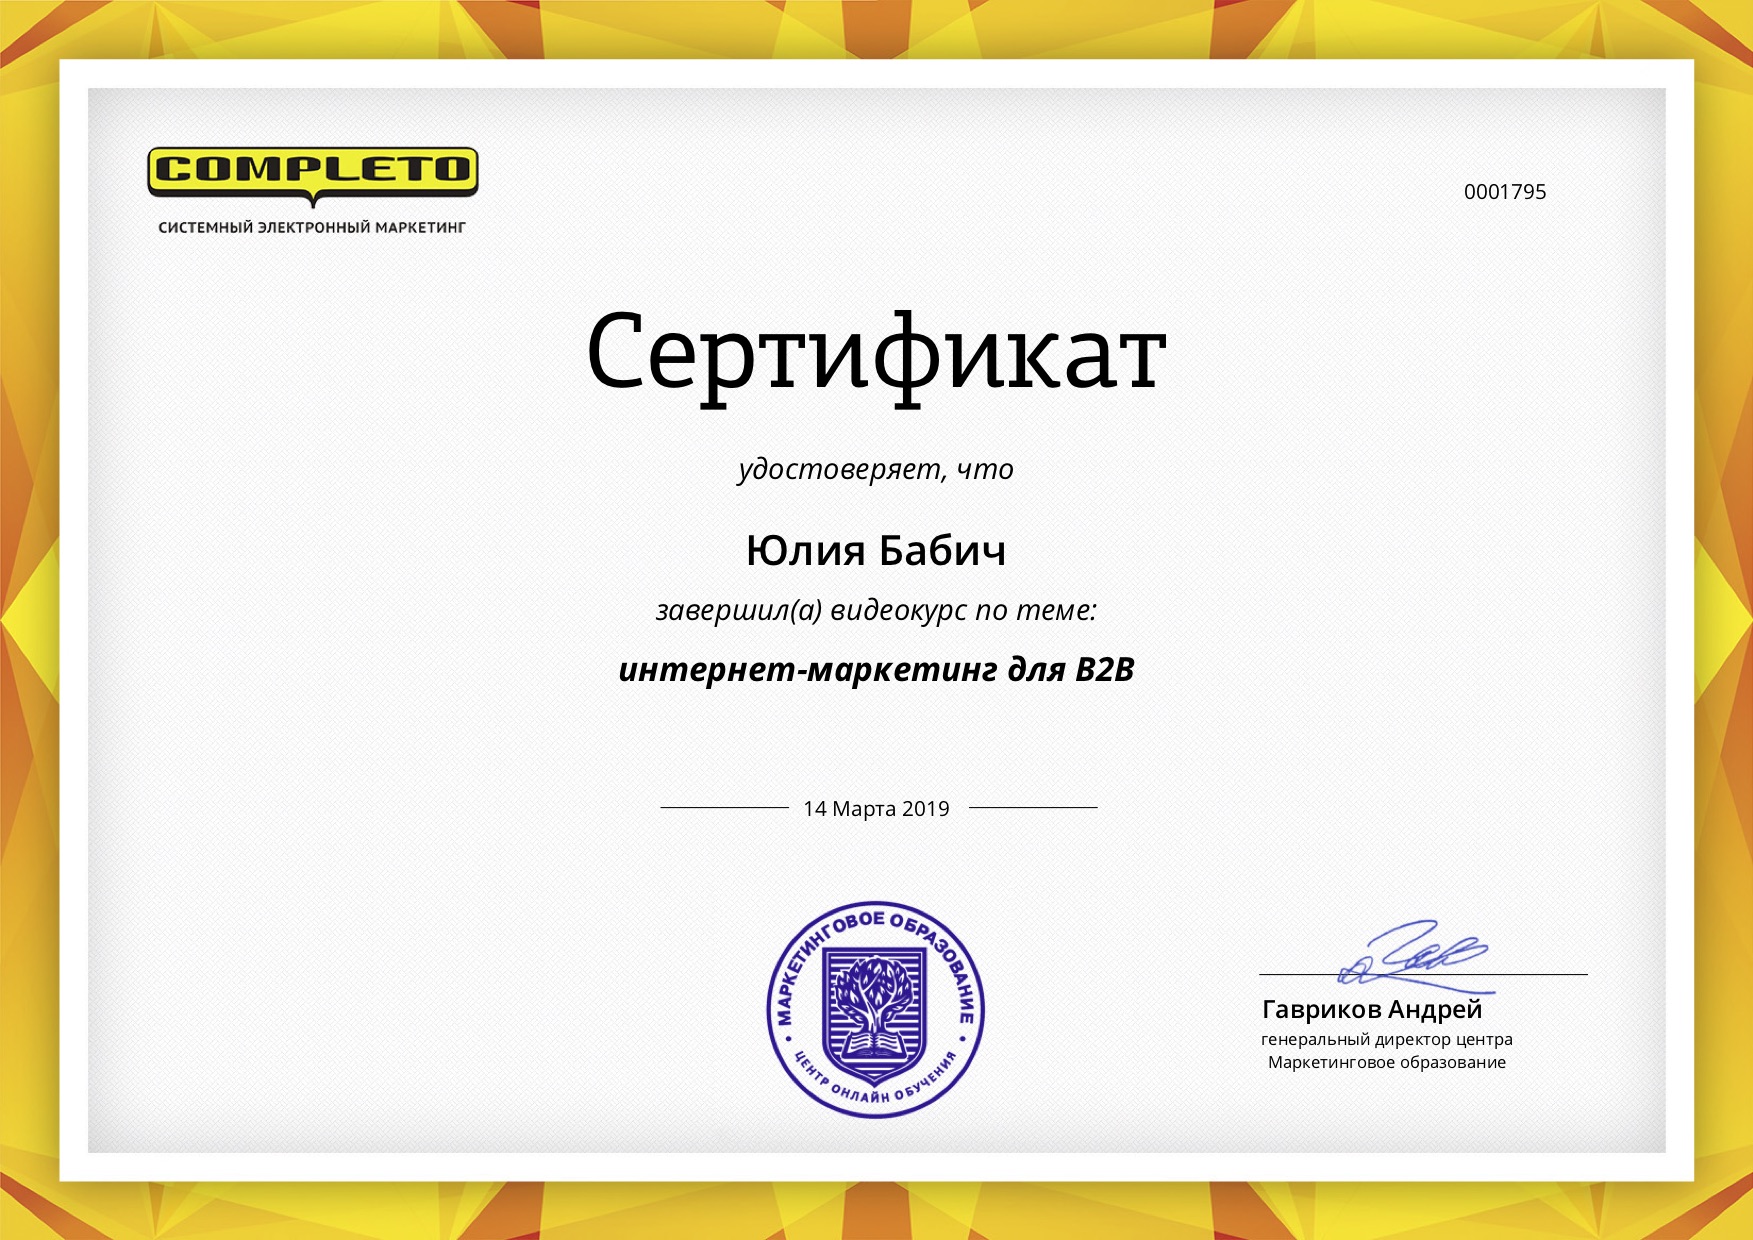 COMPLETO
СИСТЕМНЫЙ ЭЛЕКТРОННЫЙ МАРКЕТИНГ
0001795
Сертификат
удостоверяет, что
Юлия Бабич
завершил(а) видеокурс по теме:
интернет-маркетинг для B2B
14 Марта 2019
МАРКЕТИНГОВОЕ ОБРАЗОВАНИЕ
ЦЕНТР ОНЛАЙН ОБУЧЕНИЯ
Гавриков Андрей
генеральный директор центра
Маркетинговое образование